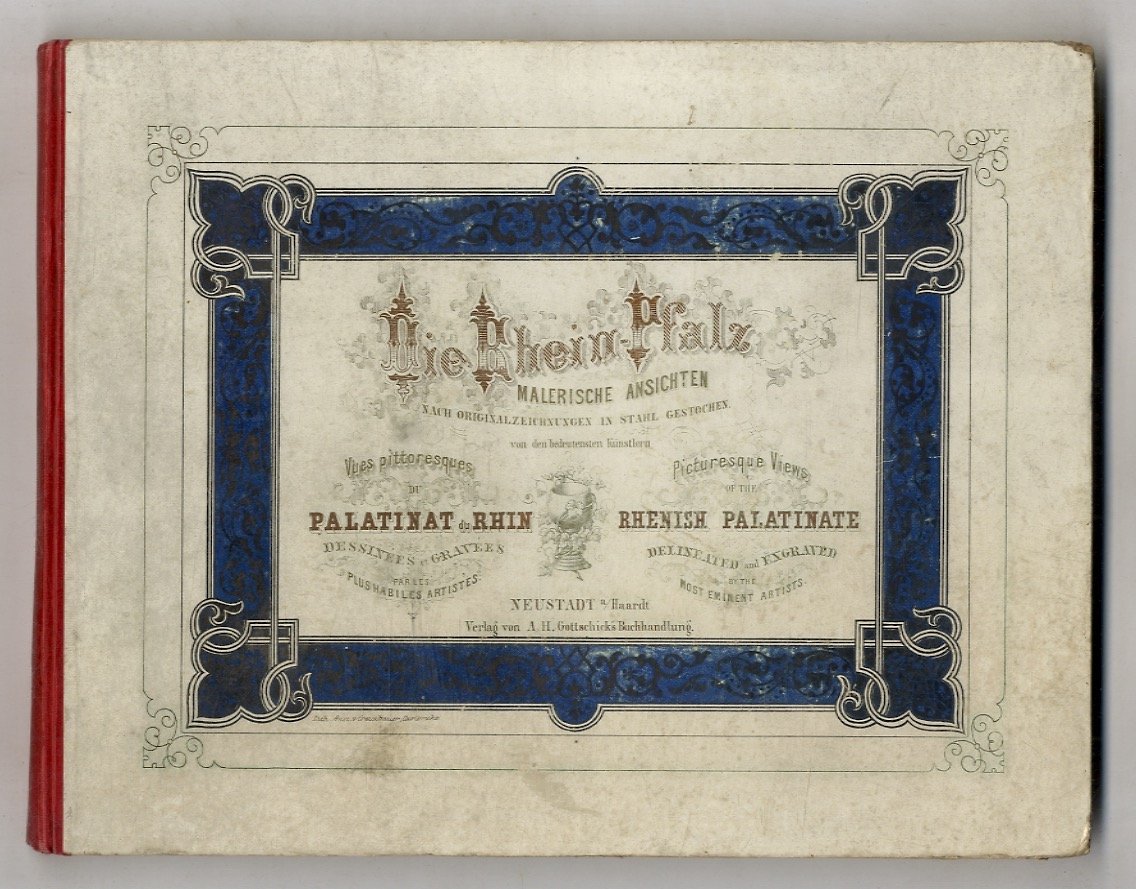 Die Rhein-Pfalz
MALERISCHE ANSICHTEN
NACH ORIGINALZEICHNUNGEN IN STAHL GESTOCHEN.
von den bedeutensten Künstlern
Vues pittoresques
DU
PALATINAT du RHIN
DESSINÉES et GRAVÉES
PAR LES
PLUS HABILES ARTISTES.
Picturesque Views
OF THE
RHENISH PALATINATE
DELINEATED and ENGRAVED
BY THE
MOST EMINENT ARTISTS.
NEUSTADT a/Haardt
Verlag von A. H. Gottschick's Buchhandlung.
Lith. Anst. v.